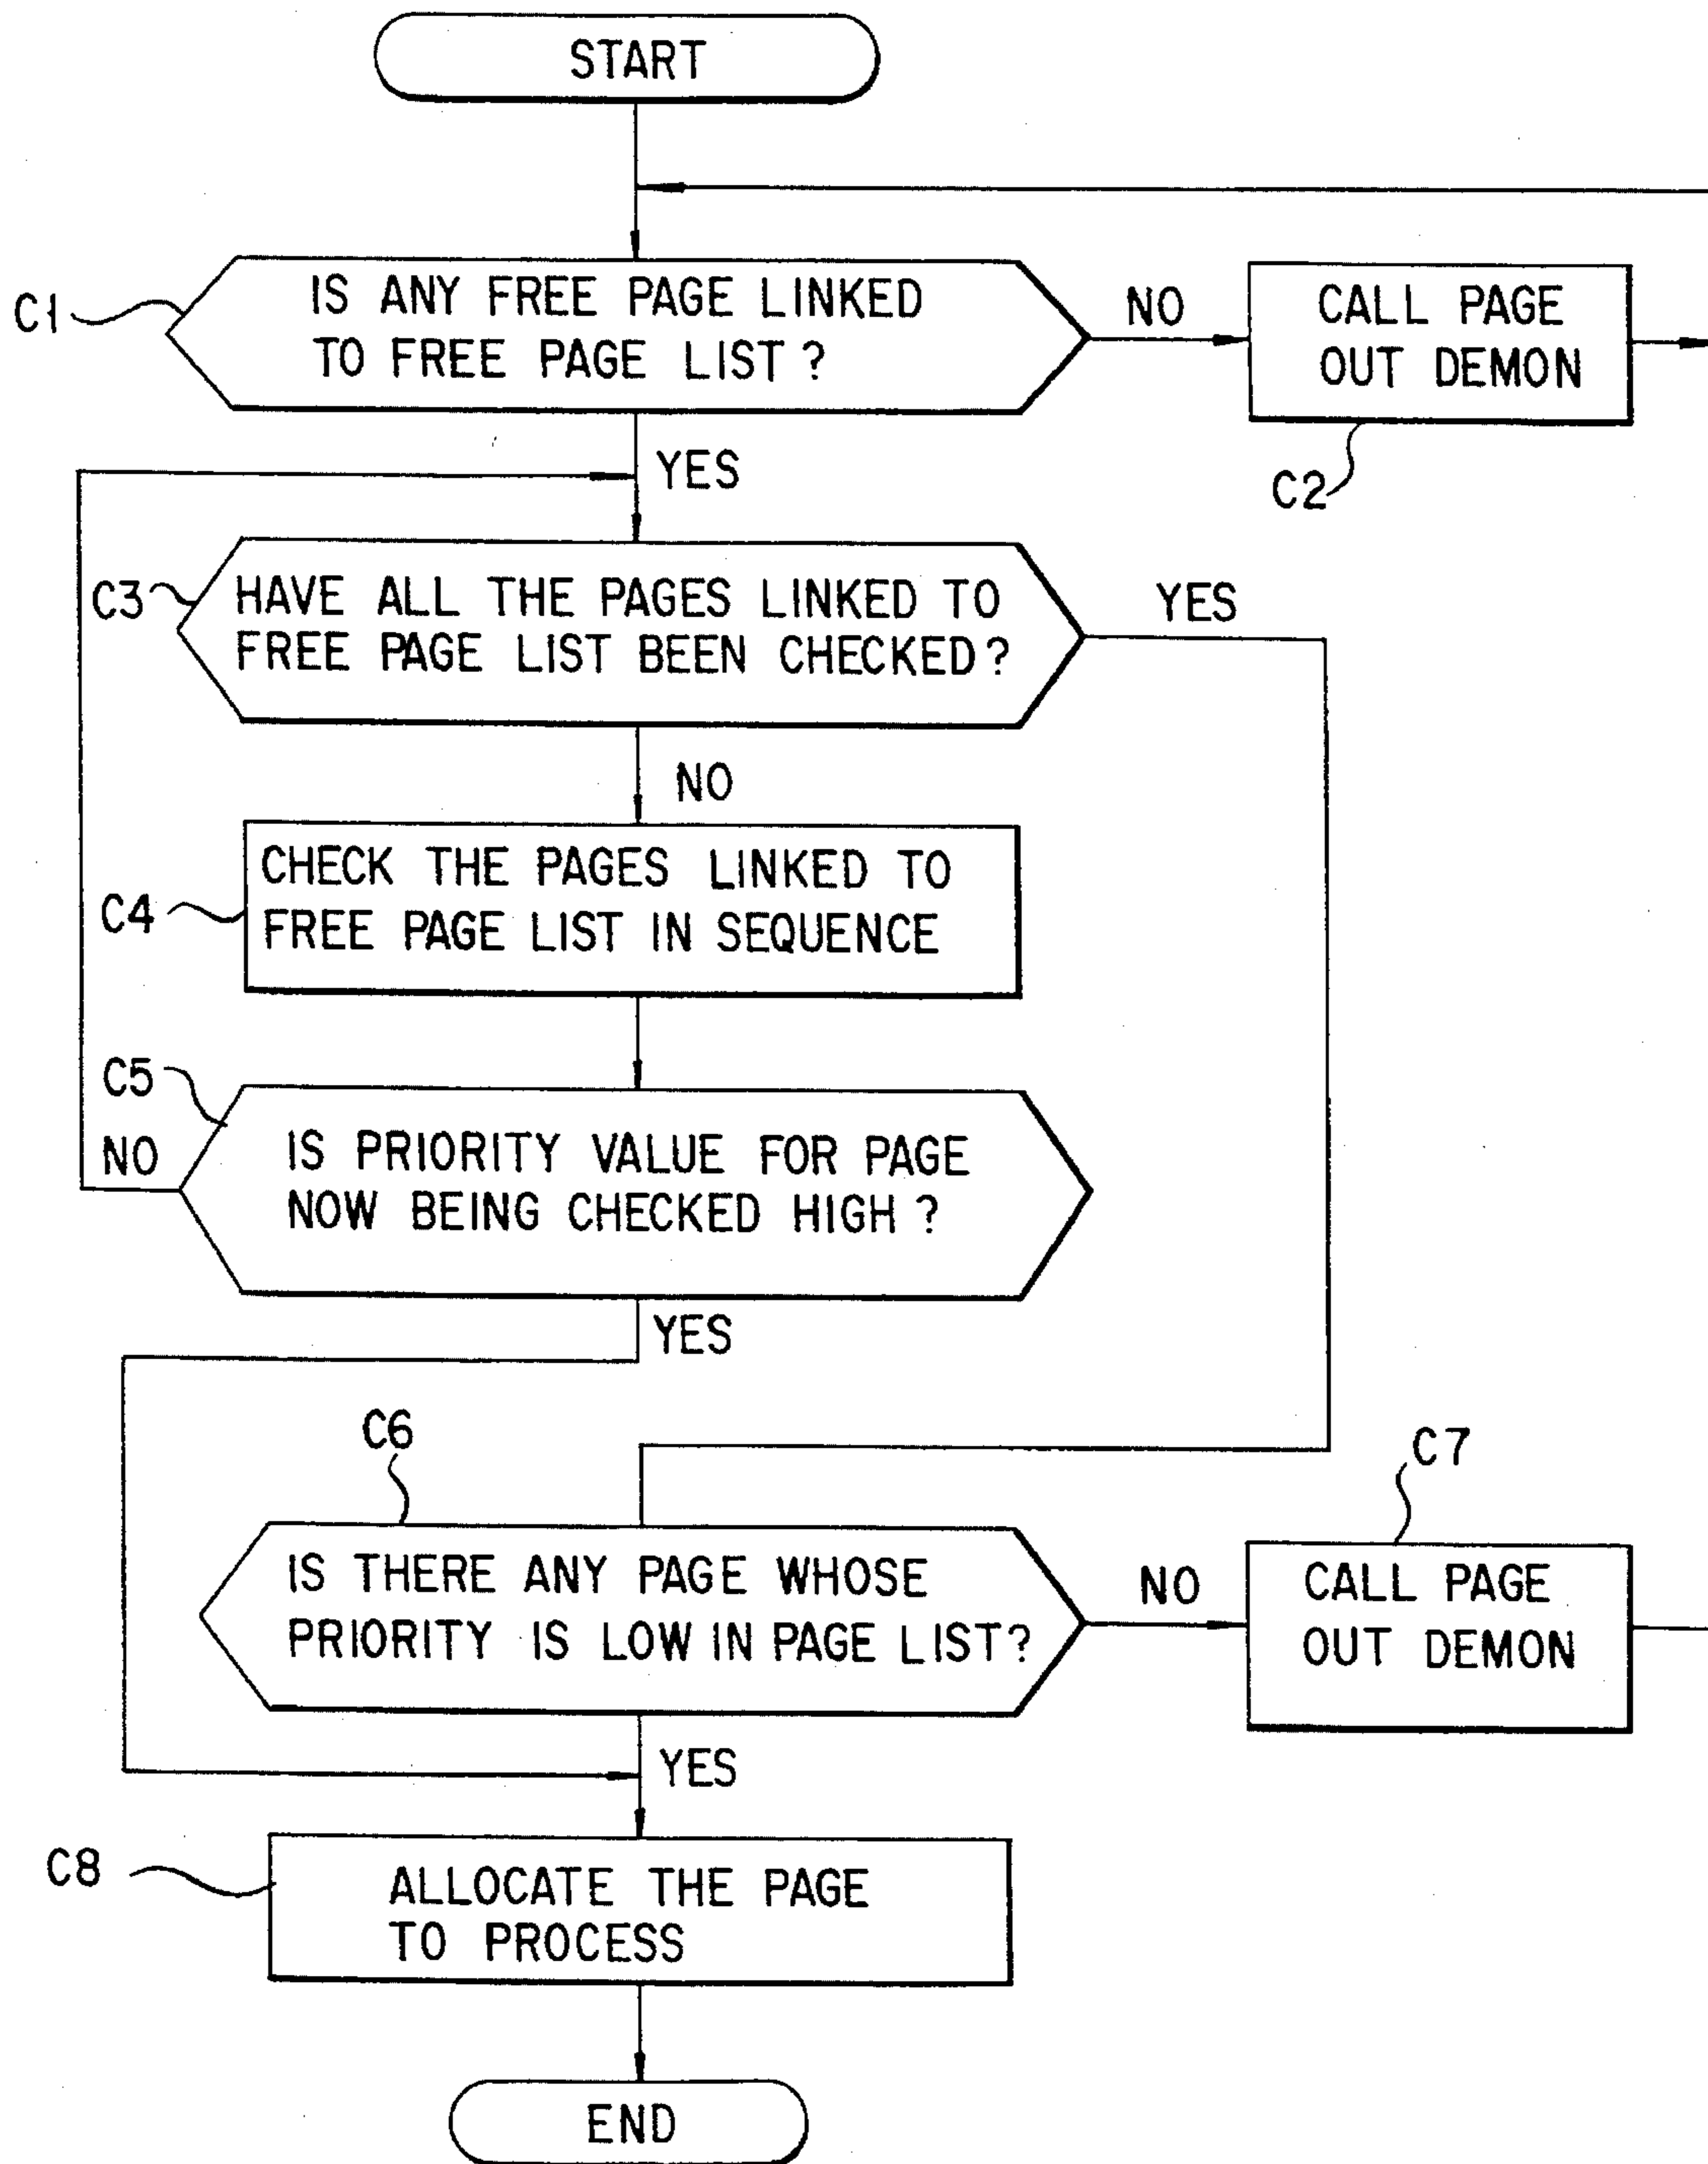 START
C1
IS ANY FREE PAGE LINKED
TO FREE PAGE LIST ?
NO
CALL PAGE
OUT DEMON
C2
YES
C3
HAVE ALL THE PAGES LINKED TO
FREE PAGE LIST BEEN CHECKED ?
YES
NO
C4
CHECK THE PAGES LINKED TO
FREE PAGE LIST IN SEQUENCE
C5
NO
IS PRIORITY VALUE FOR PAGE
NOW BEING CHECKED HIGH ?
YES
C6
IS THERE ANY PAGE WHOSE
PRIORITY IS LOW IN PAGE LIST?
NO
C7
CALL PAGE
OUT DEMON
YES
C8
ALLOCATE THE PAGE
TO PROCESS
END